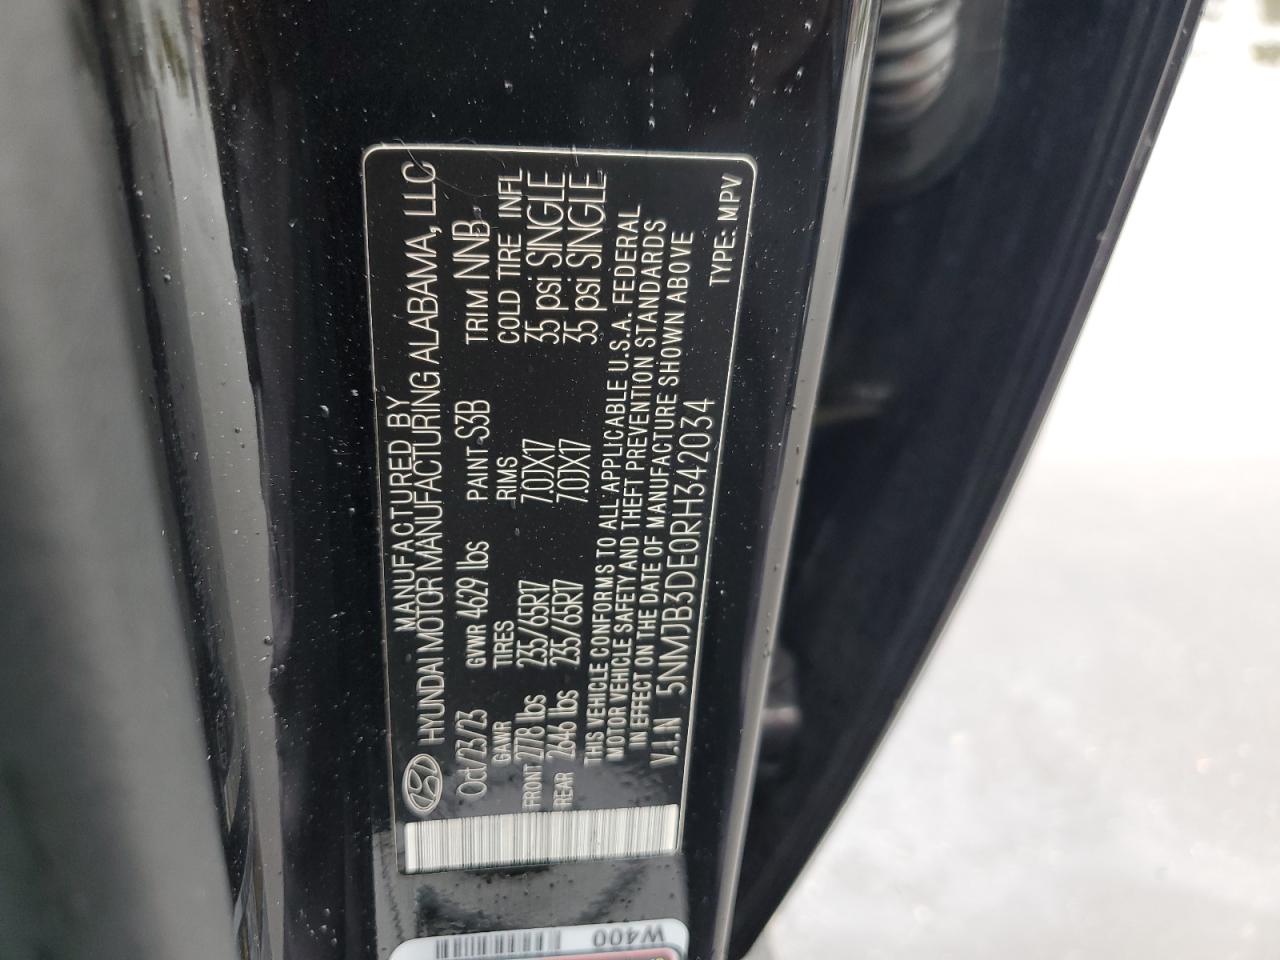 MANUFACTURED BY
HYUNDAI MOTOR MANUFACTURING ALABAMA, LLC
Oct/23/23 GVWR 4629 lbs PAINT S3B TRIM NNB
GAWR TIRES RIMS COLD TIRE INFL
FRONT 2778 lbs 235/65R17 7.0JX17 35 psi SINGLE
REAR 2646 lbs 235/65R17 7.0JX17 35 psi SINGLE
THIS VEHICLE CONFORMS TO ALL APPLICABLE U.S.A. FEDERAL
MOTOR VEHICLE SAFETY AND THEFT PREVENTION STANDARDS
IN EFFECT ON THE DATE OF MANUFACTURE SHOWN ABOVE
V.I.N 5NMJB3DE0RH342034 TYPE: MPV
W400